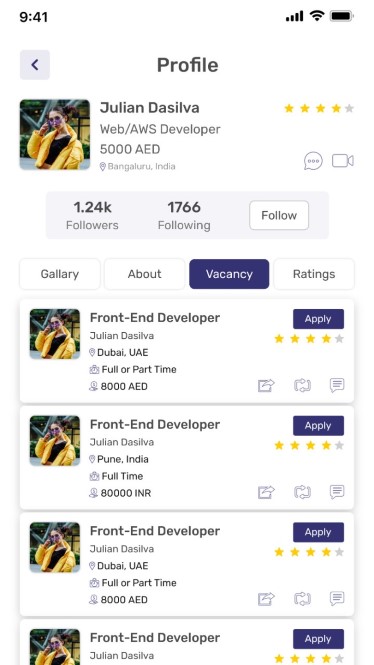 9:41
Profile
Julian Dasilva
Web/AWS Developer
5000 AED
Bangaluru, India
1.24k
Followers
1766
Following
Follow
Gallary
About
Vacancy
Ratings
Front-End Developer
Apply
Julian Dasilva
Dubai, UAE
Full or Part Time
8000 AED
Front-End Developer
Apply
Julian Dasilva
Pune, India
Full Time
80000 INR
Front-End Developer
Apply
Julian Dasilva
Dubai, UAE
Full or Part Time
8000 AED
Front-End Developer
Apply
Julian Dasilva